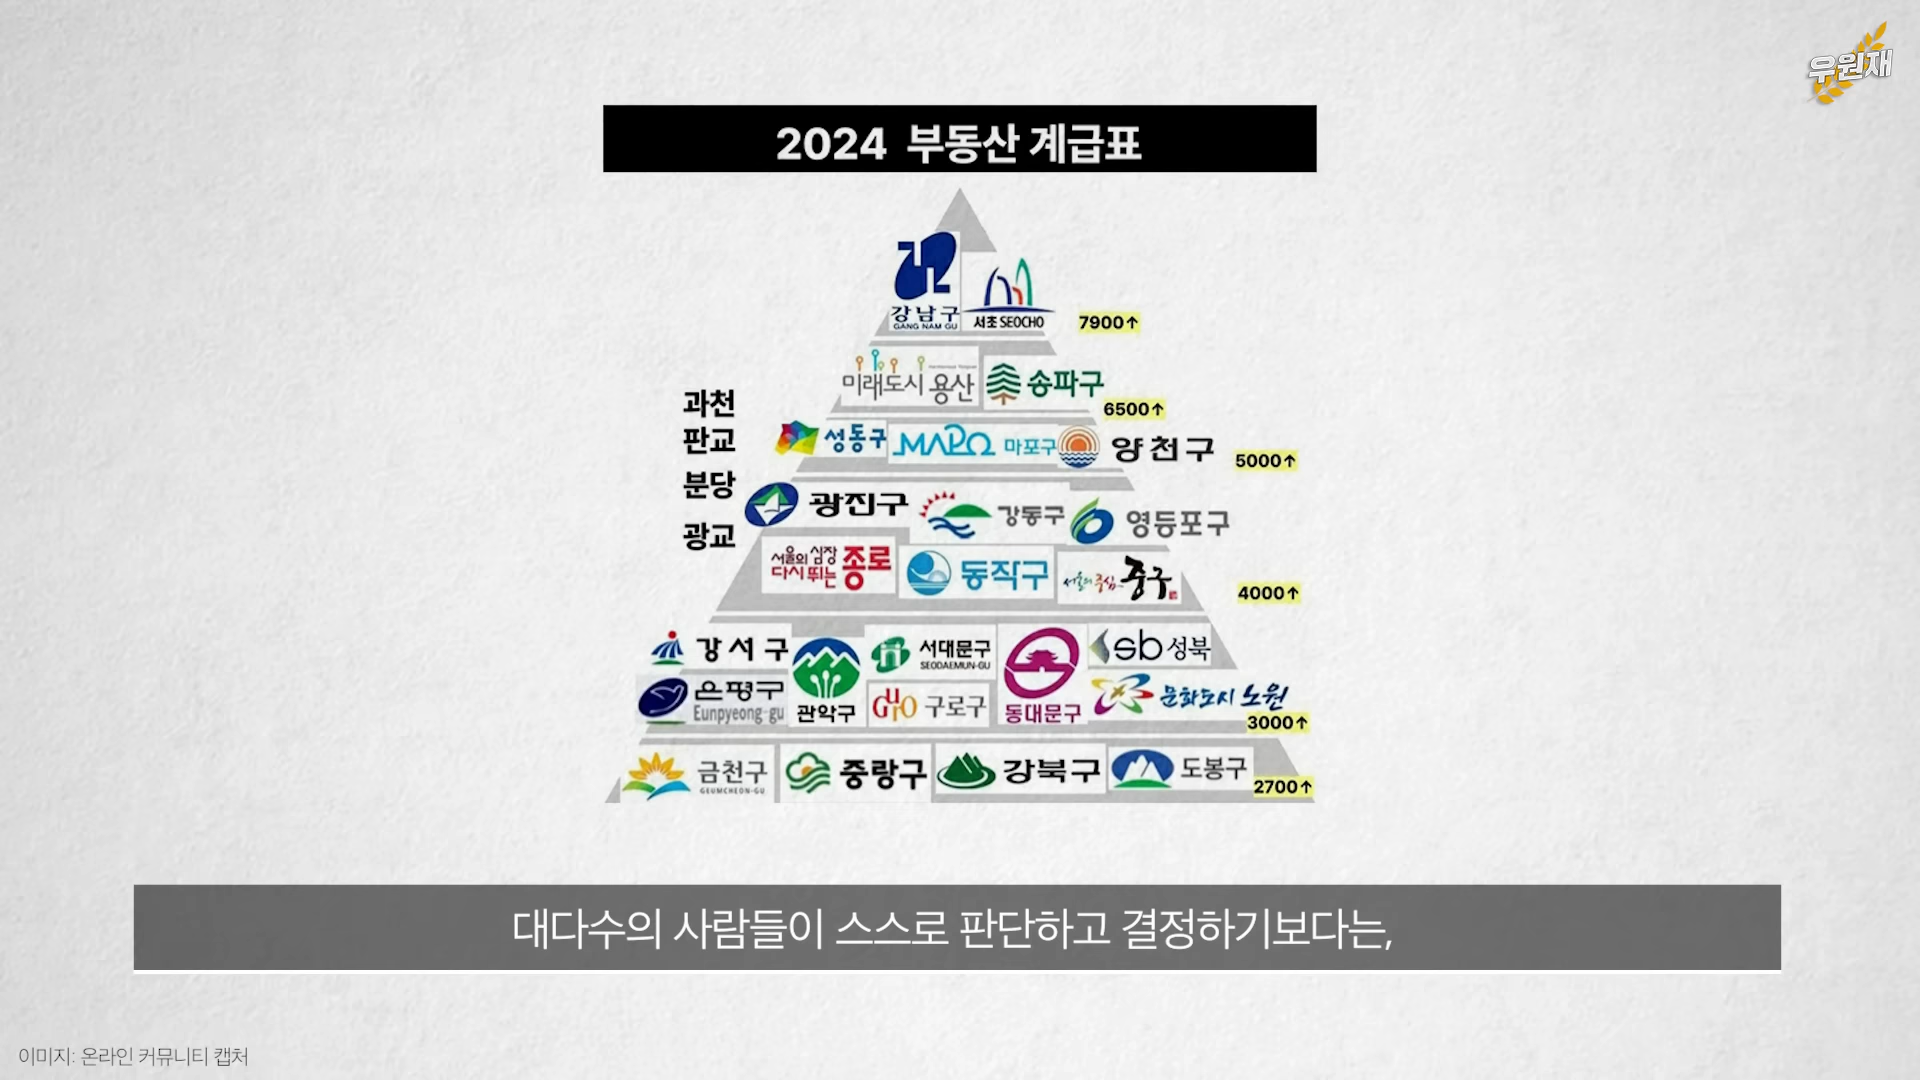 우원재
2024 부동산 계급표
강남구
GANG NAM GU
서초 SEOCHO
7900↑
미래도시 용산
송파구
6500↑
과천
판교
분당
광교
성동구
MAPO 마포구
양천구
5000↑
광진구
강동구
영등포구
서울의 심장
다시 뛰는
종로
동작구
서울의 중심 중구
4000↑
강서구
관악구
서대문구
SEODAEMUN-GU
동대문구
sb 성북
은평구
Eunpyeong-gu
GURO 구로구
문화도시 노원
3000↑
금천구
GEUMCHEON-GU
중랑구
강북구
도봉구
2700↑
대다수의 사람들이 스스로 판단하고 결정하기보다는,
이미지: 온라인 커뮤니티 캡처